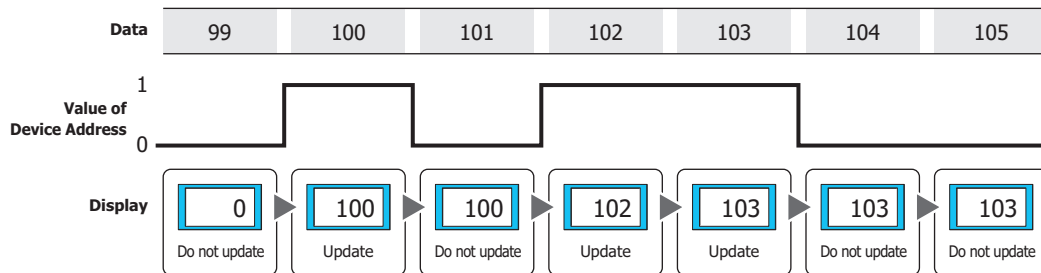 Data 99 100 101 102 103 104 105
1
Value of
Device Address
0
Display 0 100 100 102 103 103 103
Do not update Update Do not update Update Update Do not update Do not update